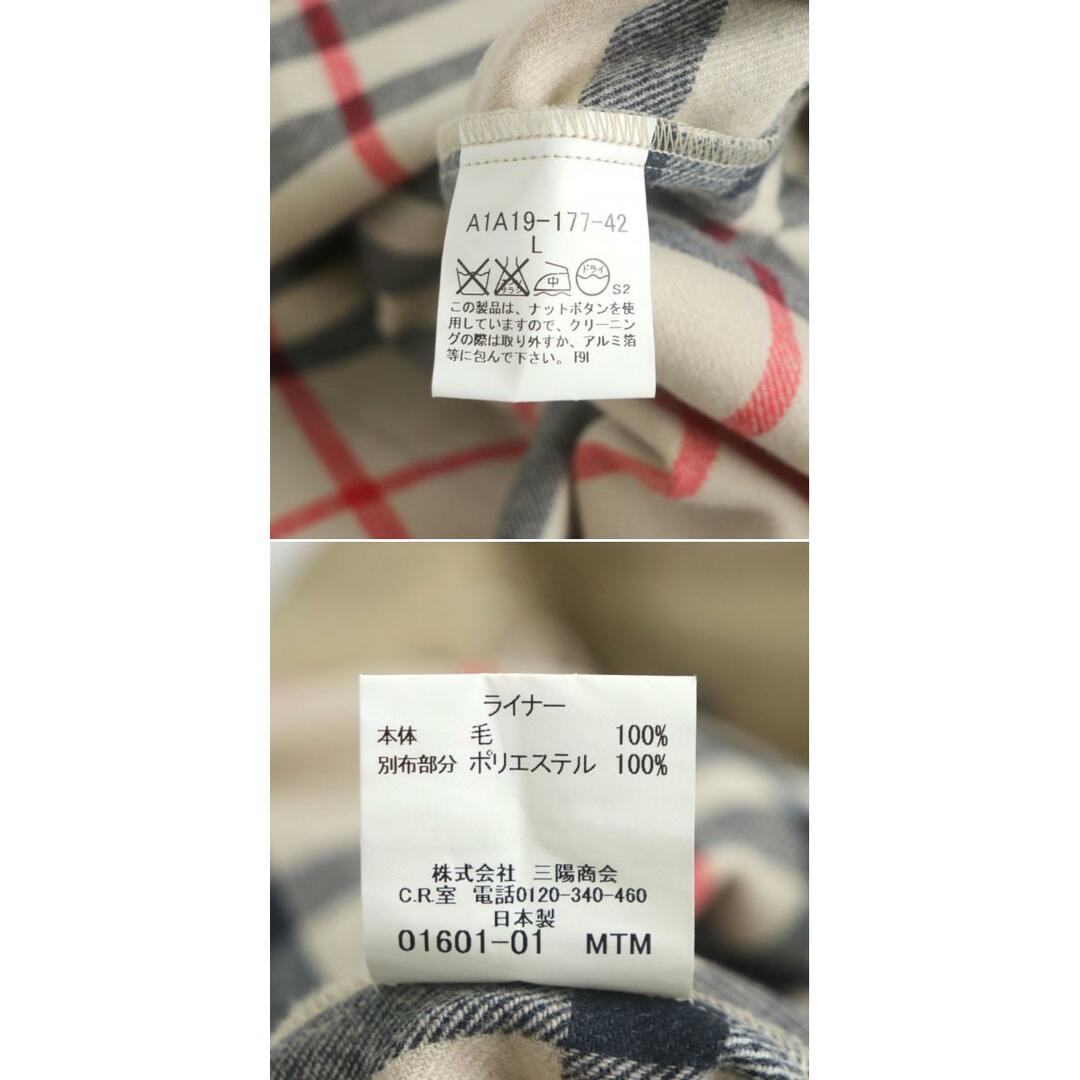 A1A19-177-42
L
中
ドライ
S2
この製品は、ナットボタンを使
用していますので、クリーニン
グの際は取り外すか、アルミ箔
等に包んで下さい。 F91
ライナー
本体 毛 100%
別布部分 ポリエステル 100%
株式会社 三陽商会
C.R.室 電話0120-340-460
日本製
01601-01 MTM